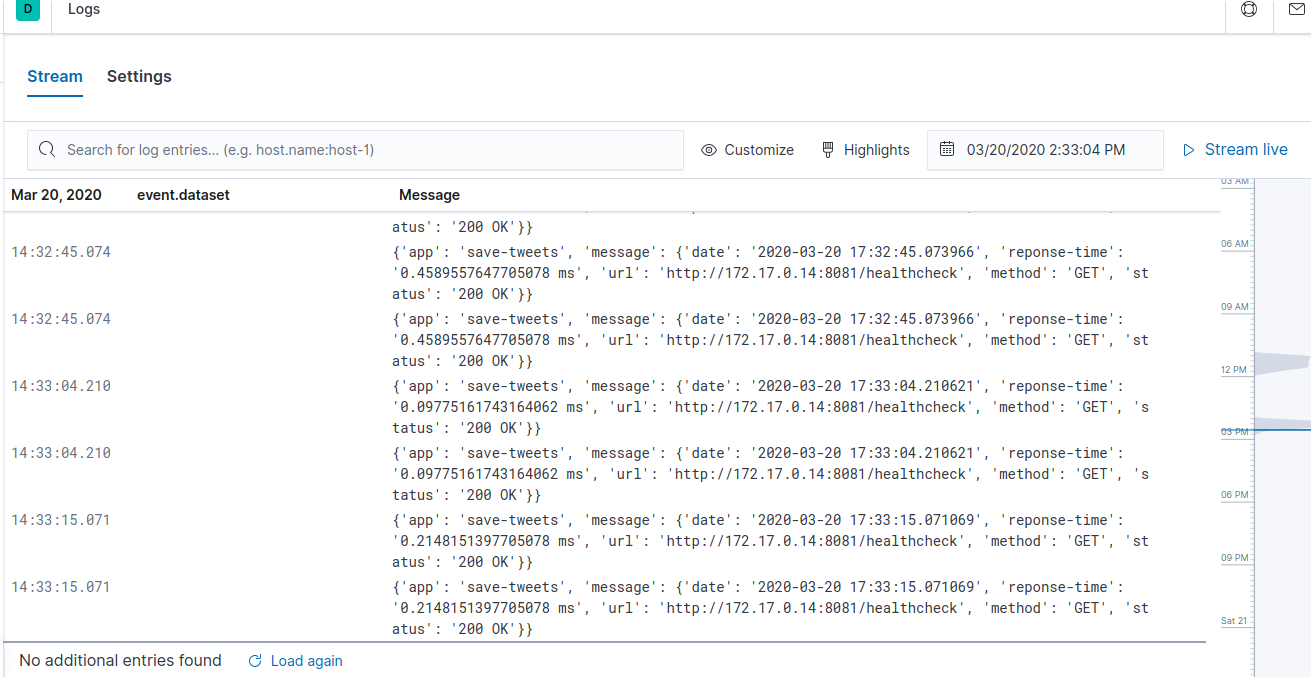 D Logs
Stream Settings
Search for log entries... (e.g. host.name:host-1) Customize Highlights 03/20/2020 2:33:04 PM Stream live
Mar 20, 2020 event.dataset Message
03 AM
atus': '200 OK'}}
14:32:45.074 {'app': 'save-tweets', 'message': {'date': '2020-03-20 17:32:45.073966', 'reponse-time':
06 AM
'0.4589557647705078 ms', 'url': 'http://172.17.0.14:8081/healthcheck', 'method': 'GET', 'st
atus': '200 OK'}}
09 AM
14:32:45.074 {'app': 'save-tweets', 'message': {'date': '2020-03-20 17:32:45.073966', 'reponse-time':
'0.4589557647705078 ms', 'url': 'http://172.17.0.14:8081/healthcheck', 'method': 'GET', 'st
atus': '200 OK'}}
12 PM
14:33:04.210 {'app': 'save-tweets', 'message': {'date': '2020-03-20 17:33:04.210621', 'reponse-time':
'0.09775161743164062 ms', 'url': 'http://172.17.0.14:8081/healthcheck', 'method': 'GET', 's
tatus': '200 OK'}}
03 PM
14:33:04.210 {'app': 'save-tweets', 'message': {'date': '2020-03-20 17:33:04.210621', 'reponse-time':
'0.09775161743164062 ms', 'url': 'http://172.17.0.14:8081/healthcheck', 'method': 'GET', 's
tatus': '200 OK'}}
06 PM
14:33:15.071 {'app': 'save-tweets', 'message': {'date': '2020-03-20 17:33:15.071069', 'reponse-time':
'0.2148151397705078 ms', 'url': 'http://172.17.0.14:8081/healthcheck', 'method': 'GET', 'st
atus': '200 OK'}}
09 PM
14:33:15.071 {'app': 'save-tweets', 'message': {'date': '2020-03-20 17:33:15.071069', 'reponse-time':
'0.2148151397705078 ms', 'url': 'http://172.17.0.14:8081/healthcheck', 'method': 'GET', 'st
atus': '200 OK'}}
Sat 21
No additional entries found Load again